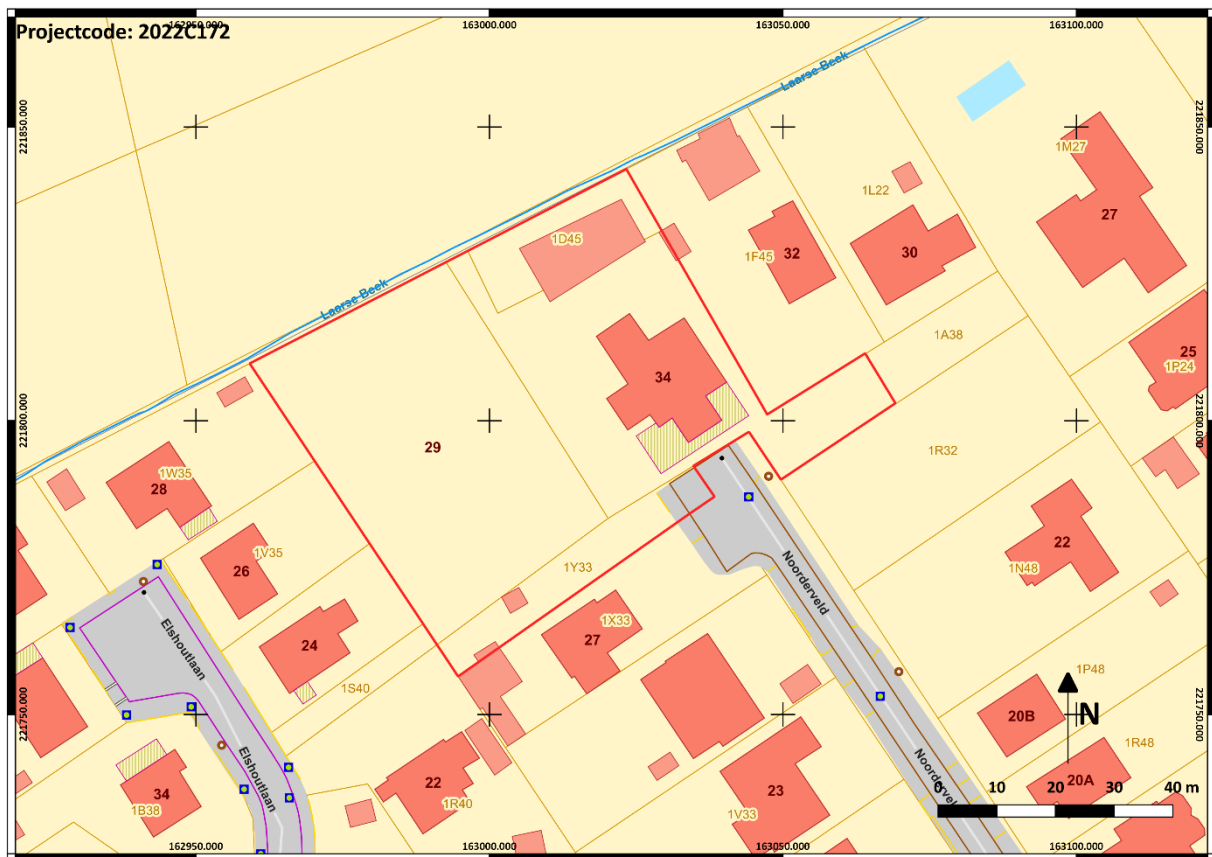 162950.000 163000.000 163050.000 163100.000
Projectcode: 2022C172
Laarse Beek
221850.000
221850.000
1M27
1L22
27
1D45
1F45
32
30
Laarse Beek
1A38
25
1P24
34
221800.000
221800.000
29
1R32
1W35
28
22
1V35
26
1Y33
1N48
Noorderveld
1X33
27
Elshoutlaan
24
1S40
1P48
20B
N
221750.000
221750.000
1R48
Elshoutlaan
Noorderveld
20A
22
23
34
1B38
1R40
1V33
0 10 20 30 40 m
162950.000 163000.000 163050.000 163100.000